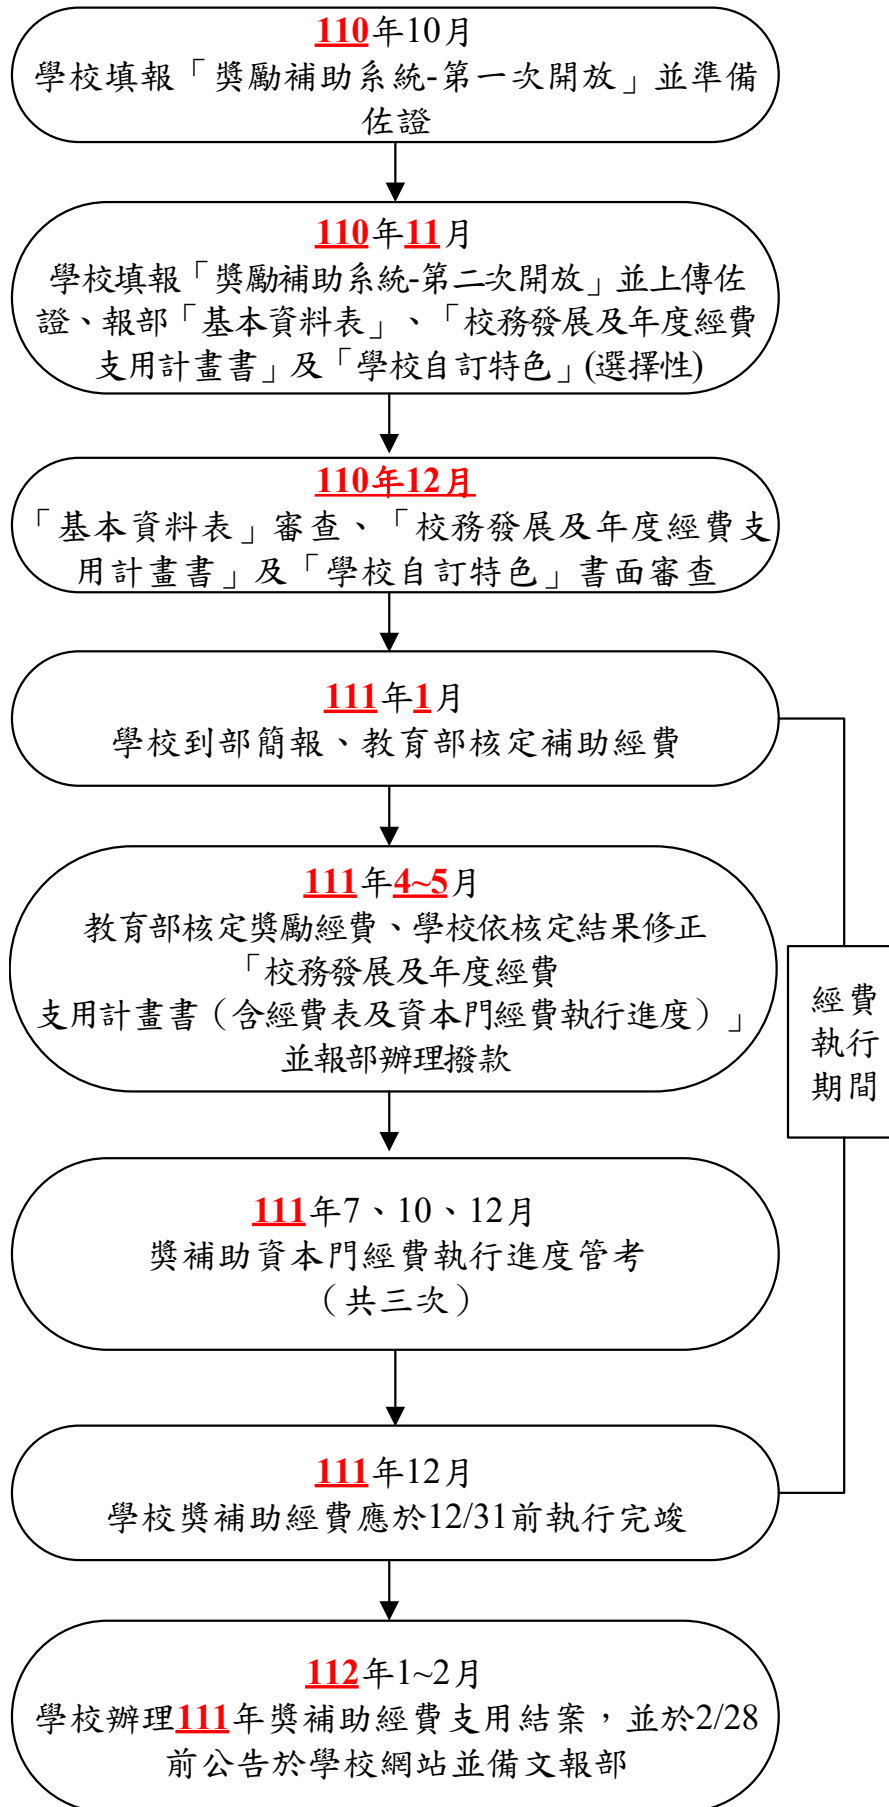 110年10月
學校填報「獎勵補助系統-第一次開放」並準備
佐證
110年11月
學校填報「獎勵補助系統-第二次開放」並上傳佐
證、報部「基本資料表」、「校務發展及年度經費
支用計畫書」及「學校自訂特色」(選擇性)
110年12月
「基本資料表」審查、「校務發展及年度經費支
用計畫書」及「學校自訂特色」書面審查
111年1月
學校到部簡報、教育部核定補助經費
111年4~5月
教育部核定獎勵經費、學校依核定結果修正
「校務發展及年度經費
支用計畫書（含經費表及資本門經費執行進度）」
並報部辦理撥款
經費
執行
期間
111年7、10、12月
獎補助資本門經費執行進度管考
（共三次）
111年12月
學校獎補助經費應於12/31前執行完竣
112年1~2月
學校辦理111年獎補助經費支用結案，並於2/28
前公告於學校網站並備文報部